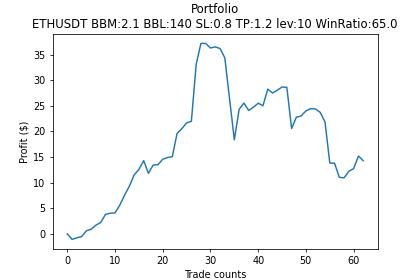 Portfolio
ETHUSDT BBM:2.1 BBL:140 SL:0.8 TP:1.2 lev:10 WinRatio:65.0
35
30
25
20
15
10
5
0
Profit ($)
0 10 20 30 40 50 60
Trade counts